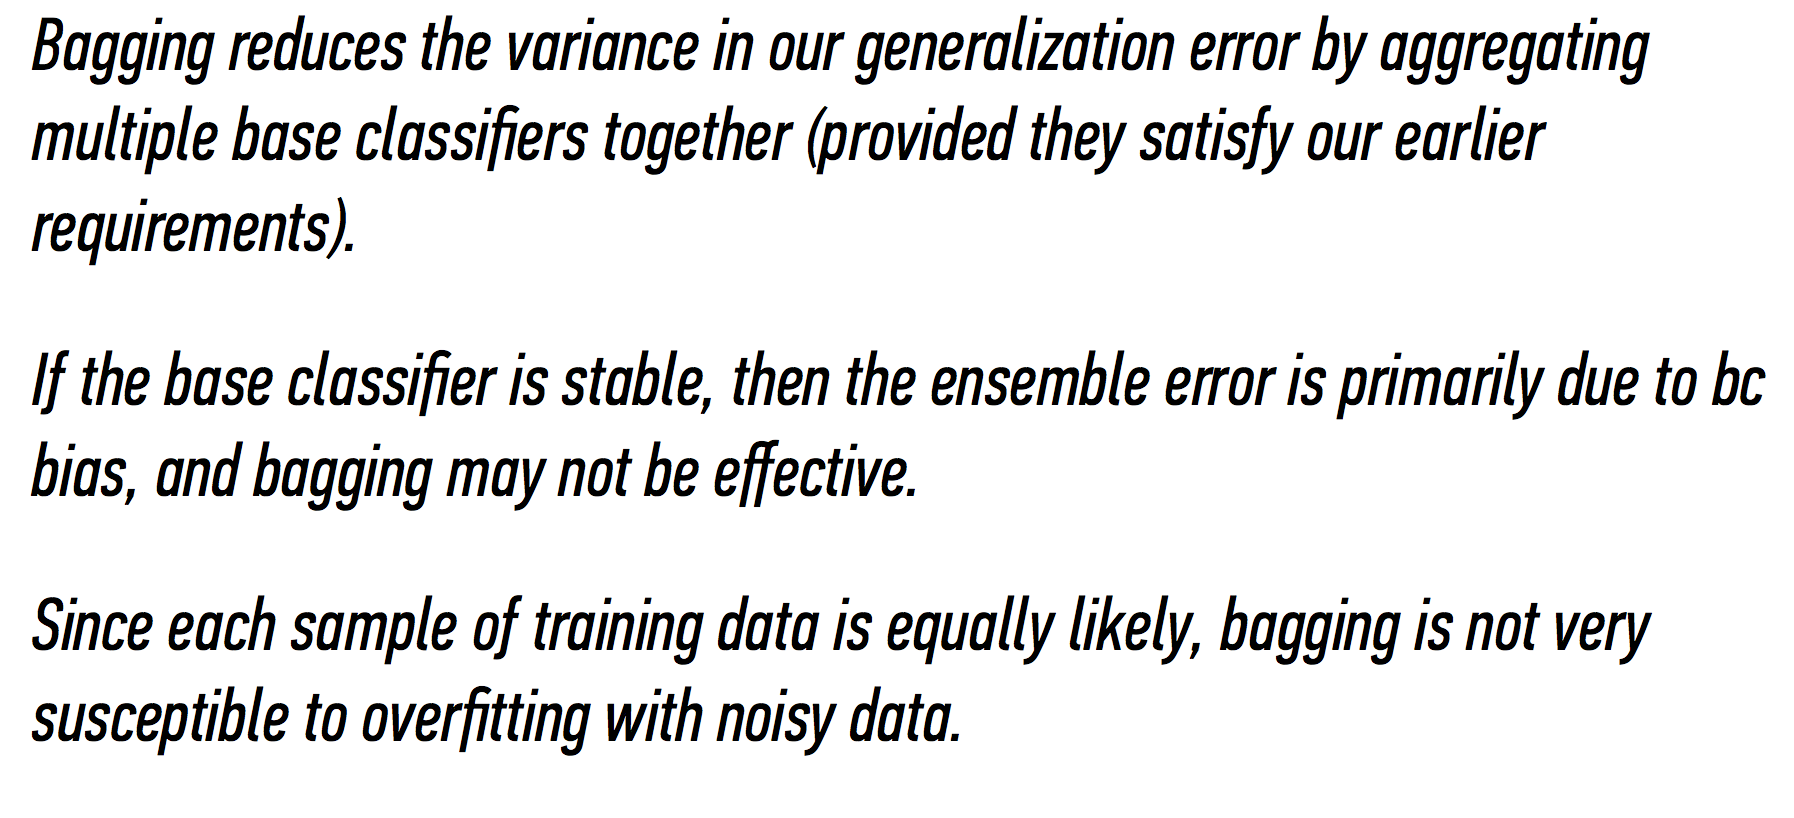 Bagging reduces the variance in our generalization error by aggregating
multiple base classifiers together (provided they satisfy our earlier
requirements).
If the base classifier is stable, then the ensemble error is primarily due to bc
bias, and bagging may not be effective.
Since each sample of training data is equally likely, bagging is not very
susceptible to overfitting with noisy data.